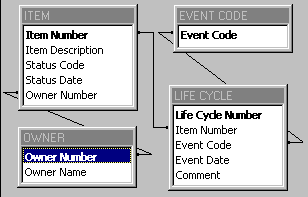 ITEM
Item Number
Item Description
Status Code
Status Date
Owner Number
EVENT CODE
Event Code
OWNER
Owner Number
Owner Name
LIFE CYCLE
Life Cycle Number
Item Number
Event Code
Event Date
Comment